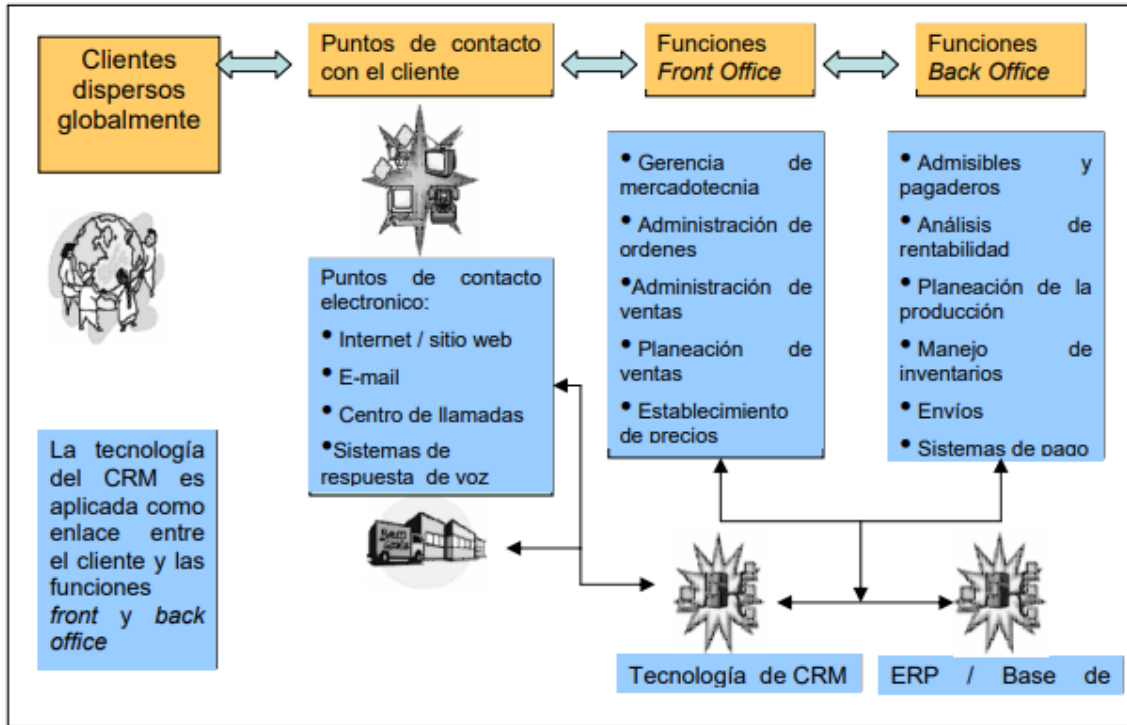 Clientes
dispersos
globalmente
Puntos de contacto
con el cliente
Funciones
Front Office
Funciones
Back Office
Puntos de contacto
electronico:
• Internet / sitio web
• E-mail
• Centro de llamadas
•Sistemas de
respuesta de voz
• Gerencia de
mercadotecnia
• Administración de
ordenes
•Administración de
ventas
• Planeación de
ventas
• Establecimiento
de precios
• Admisibles y
pagaderos
• Análisis de
rentabilidad
• Planeación de la
producción
• Manejo de
inventarios
• Envíos
• Sistemas de pago
La tecnología
del CRM es
aplicada como
enlace entre
el cliente y las
funciones
front y back
office
Tecnología de CRM
ERP / Base de